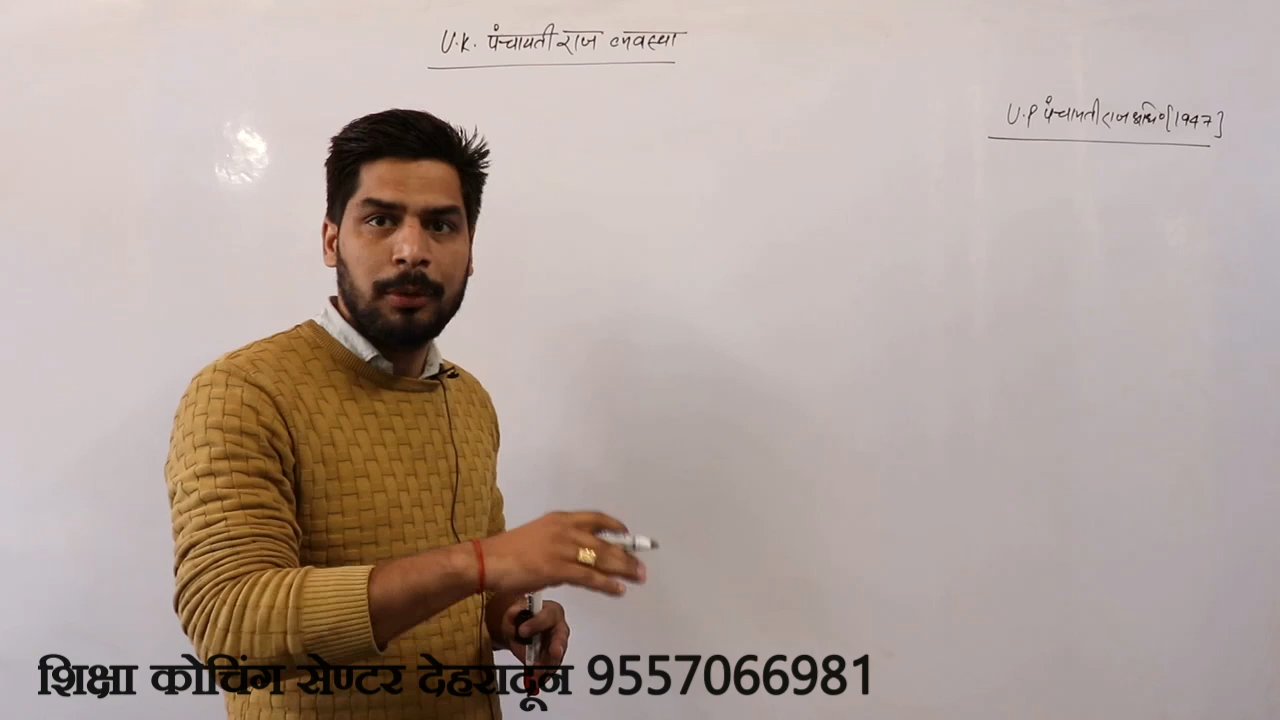 U.K. पंचायती राज व्यवस्था
U.P पंचायती राज अधि० [1947]
शिक्षा कोचिंग सेण्टर देहरादून 9557066981